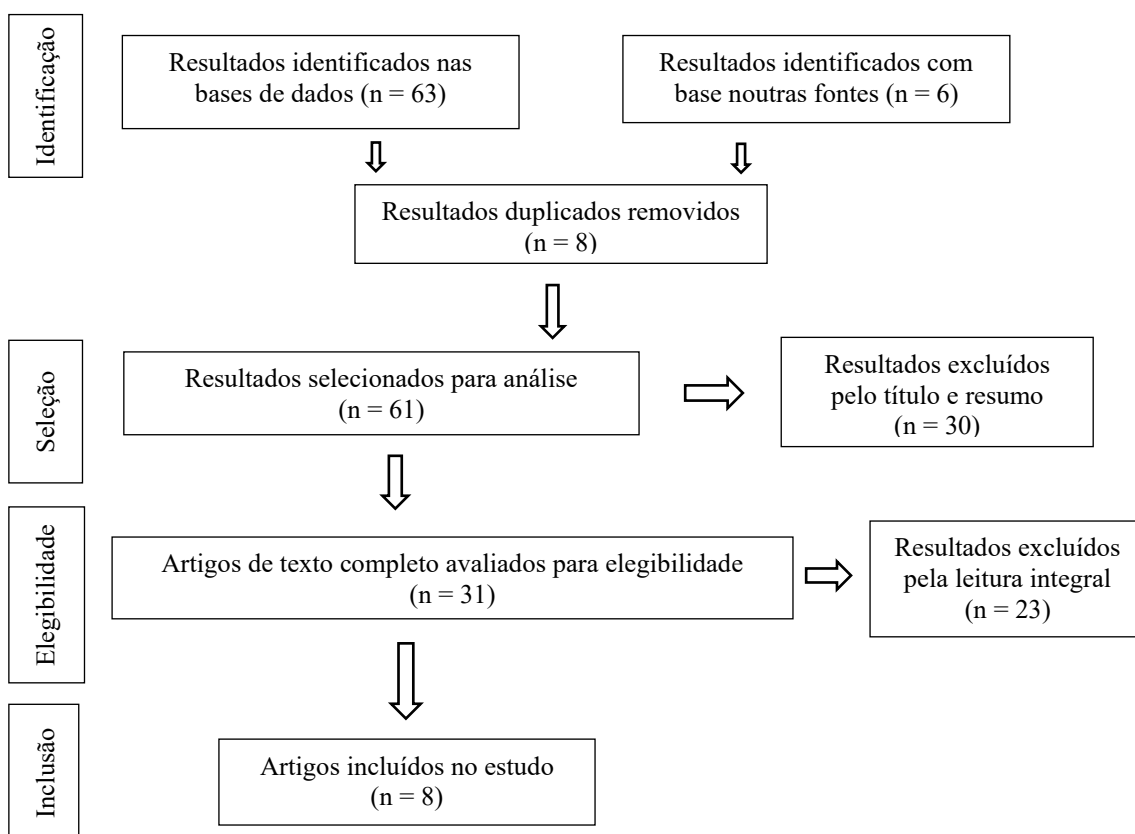 Identificação
Resultados identificados nas
bases de dados (n = 63)
Resultados identificados com
base noutras fontes (n = 6)
Resultados duplicados removidos
(n = 8)
Seleção
Resultados selecionados para análise
(n = 61)
Resultados excluídos
pelo título e resumo
(n = 30)
Elegibilidade
Artigos de texto completo avaliados para elegibilidade
(n = 31)
Resultados excluídos
pela leitura integral
(n = 23)
Inclusão
Artigos incluídos no estudo
(n = 8)